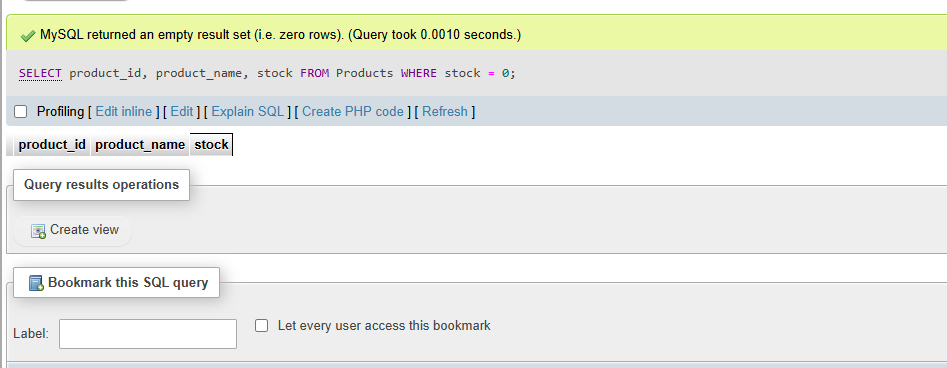 MySQL returned an empty result set (i.e. zero rows). (Query took 0.0010 seconds.)
SELECT product_id, product_name, stock FROM Products WHERE stock = 0;
Profiling [ Edit inline ] [ Edit ] [ Explain SQL ] [ Create PHP code ] [ Refresh ]
product_id product_name stock
Query results operations
Create view
Bookmark this SQL query
Label: Let every user access this bookmark